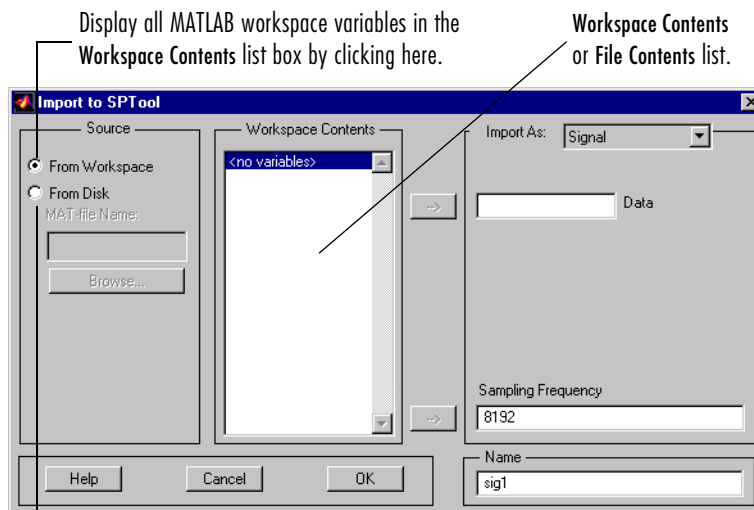 Display all MATLAB workspace variables in the
Workspace Contents list box by clicking here.
Workspace Contents
or File Contents list.
Import to SPTool
Source
From Workspace
From Disk
MAT-file Name:
Browse...
Workspace Contents
<no variables>
-->
-->
Import As:
Signal
Data
Sampling Frequency
8192
Help
Cancel
OK
Name
sig1